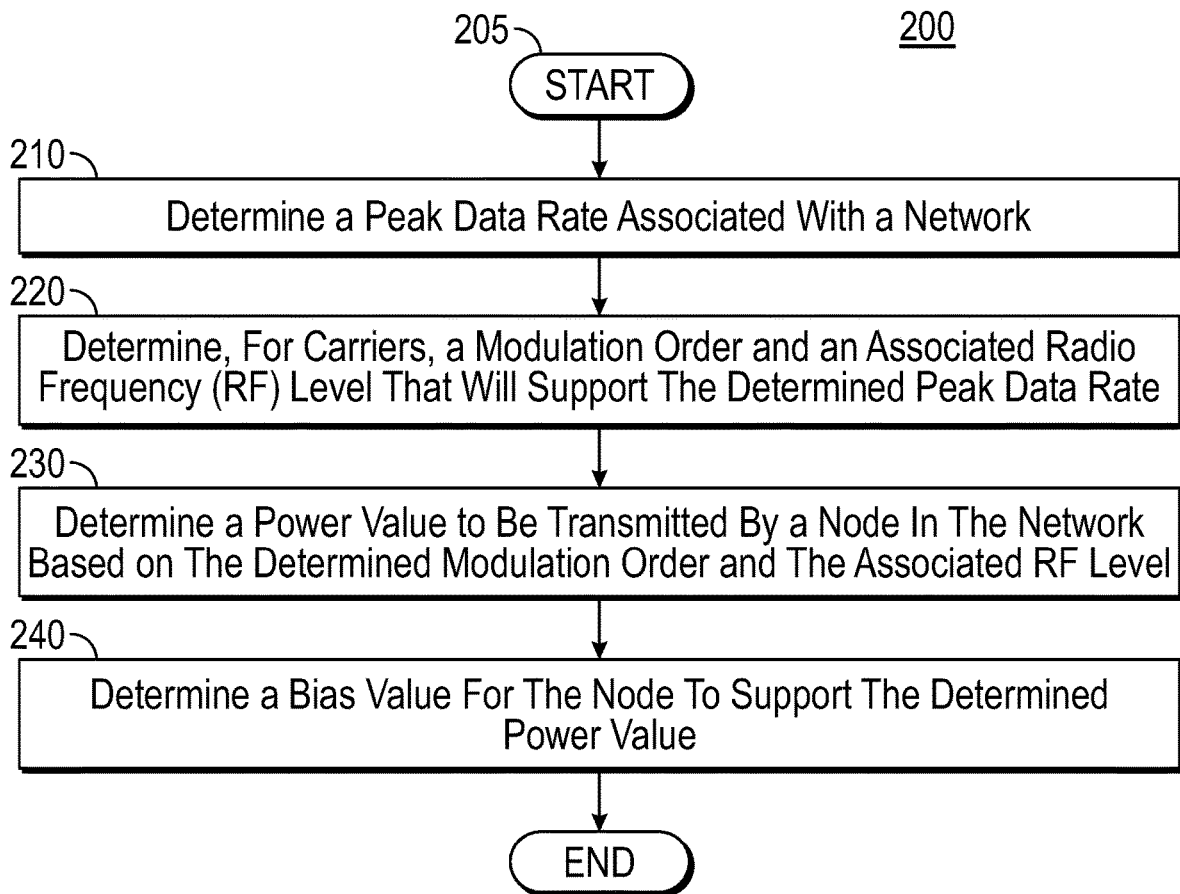 200
205
START
210
Determine a Peak Data Rate Associated With a Network
220
Determine, For Carriers, a Modulation Order and an Associated Radio
Frequency (RF) Level That Will Support The Determined Peak Data Rate
230
Determine a Power Value to Be Transmitted By a Node In The Network
Based on The Determined Modulation Order and The Associated RF Level
240
Determine a Bias Value For The Node To Support The Determined
Power Value
END